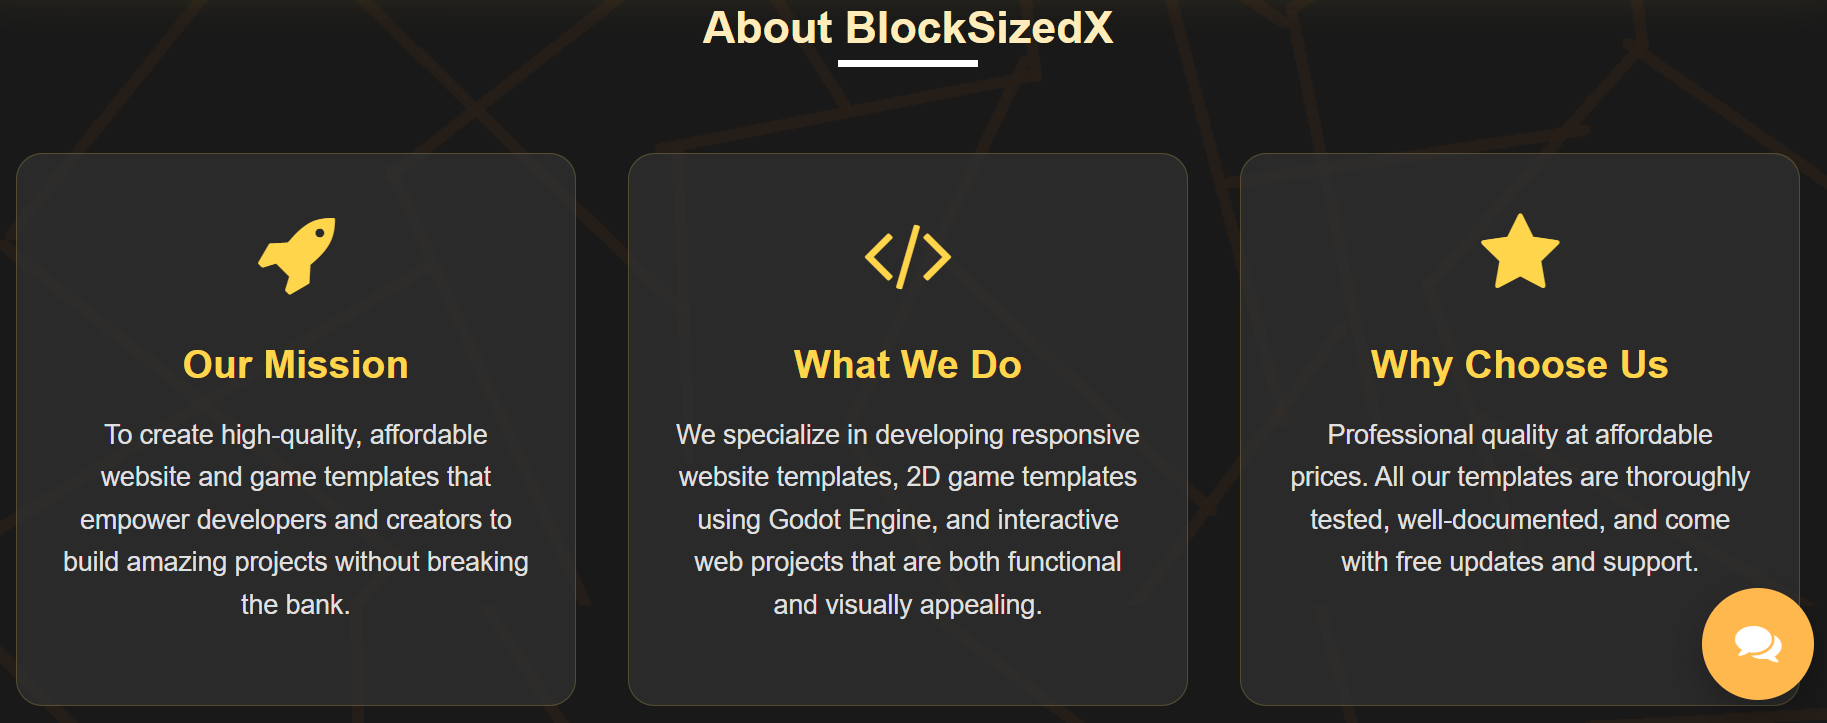 About BlockSizedX
Our Mission
To create high-quality, affordable
website and game templates that
empower developers and creators to
build amazing projects without breaking
the bank.
What We Do
We specialize in developing responsive
website templates, 2D game templates
using Godot Engine, and interactive
web projects that are both functional
and visually appealing.
Why Choose Us
Professional quality at affordable
prices. All our templates are thoroughly
tested, well-documented, and come
with free updates and support.